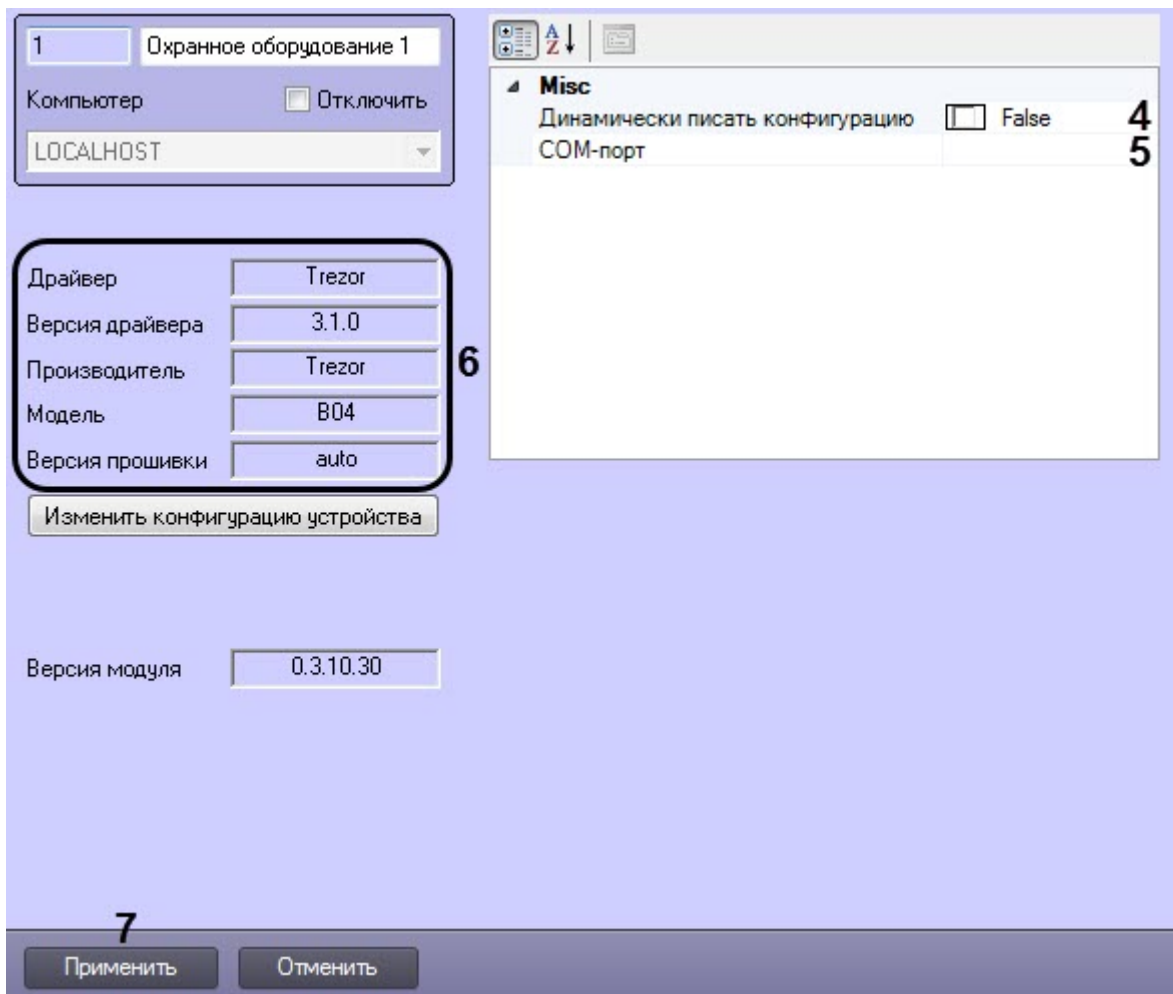 1 Охранное оборудование 1
Компьютер Отключить
LOCALHOST
Драйвер Trezor
Версия драйвера 3.1.0
Производитель Trezor
Модель B04
Версия прошивки auto
6
Изменить конфигурацию устройства
Версия модуля 0.3.10.30
A
Z
Misc
Динамически писать конфигурацию False 4
COM-порт 5
7
Применить Отменить